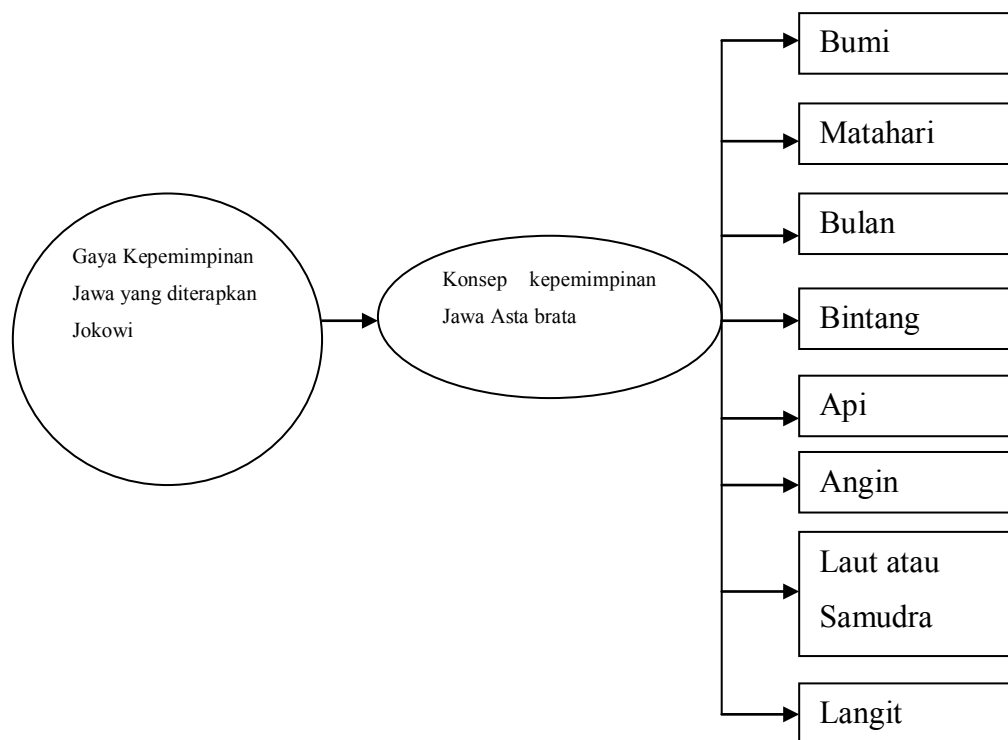 Gaya Kepemimpinan
Jawa yang diterapkan
Jokowi
Konsep kepemimpinan
Jawa Asta brata
Bumi
Matahari
Bulan
Bintang
Api
Angin
Laut atau
Samudra
Langit